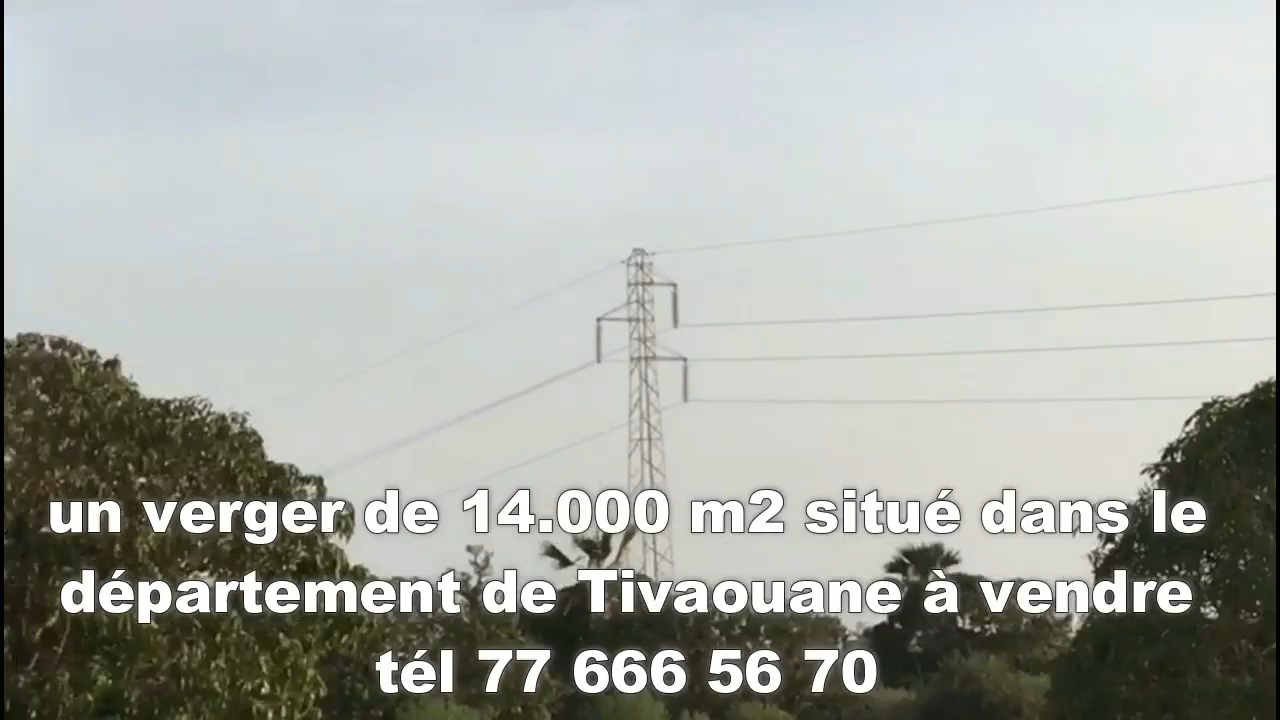 un verger de 14.000 m2 situé dans le
département de Tivaouane à vendre
tél 77 666 56 70